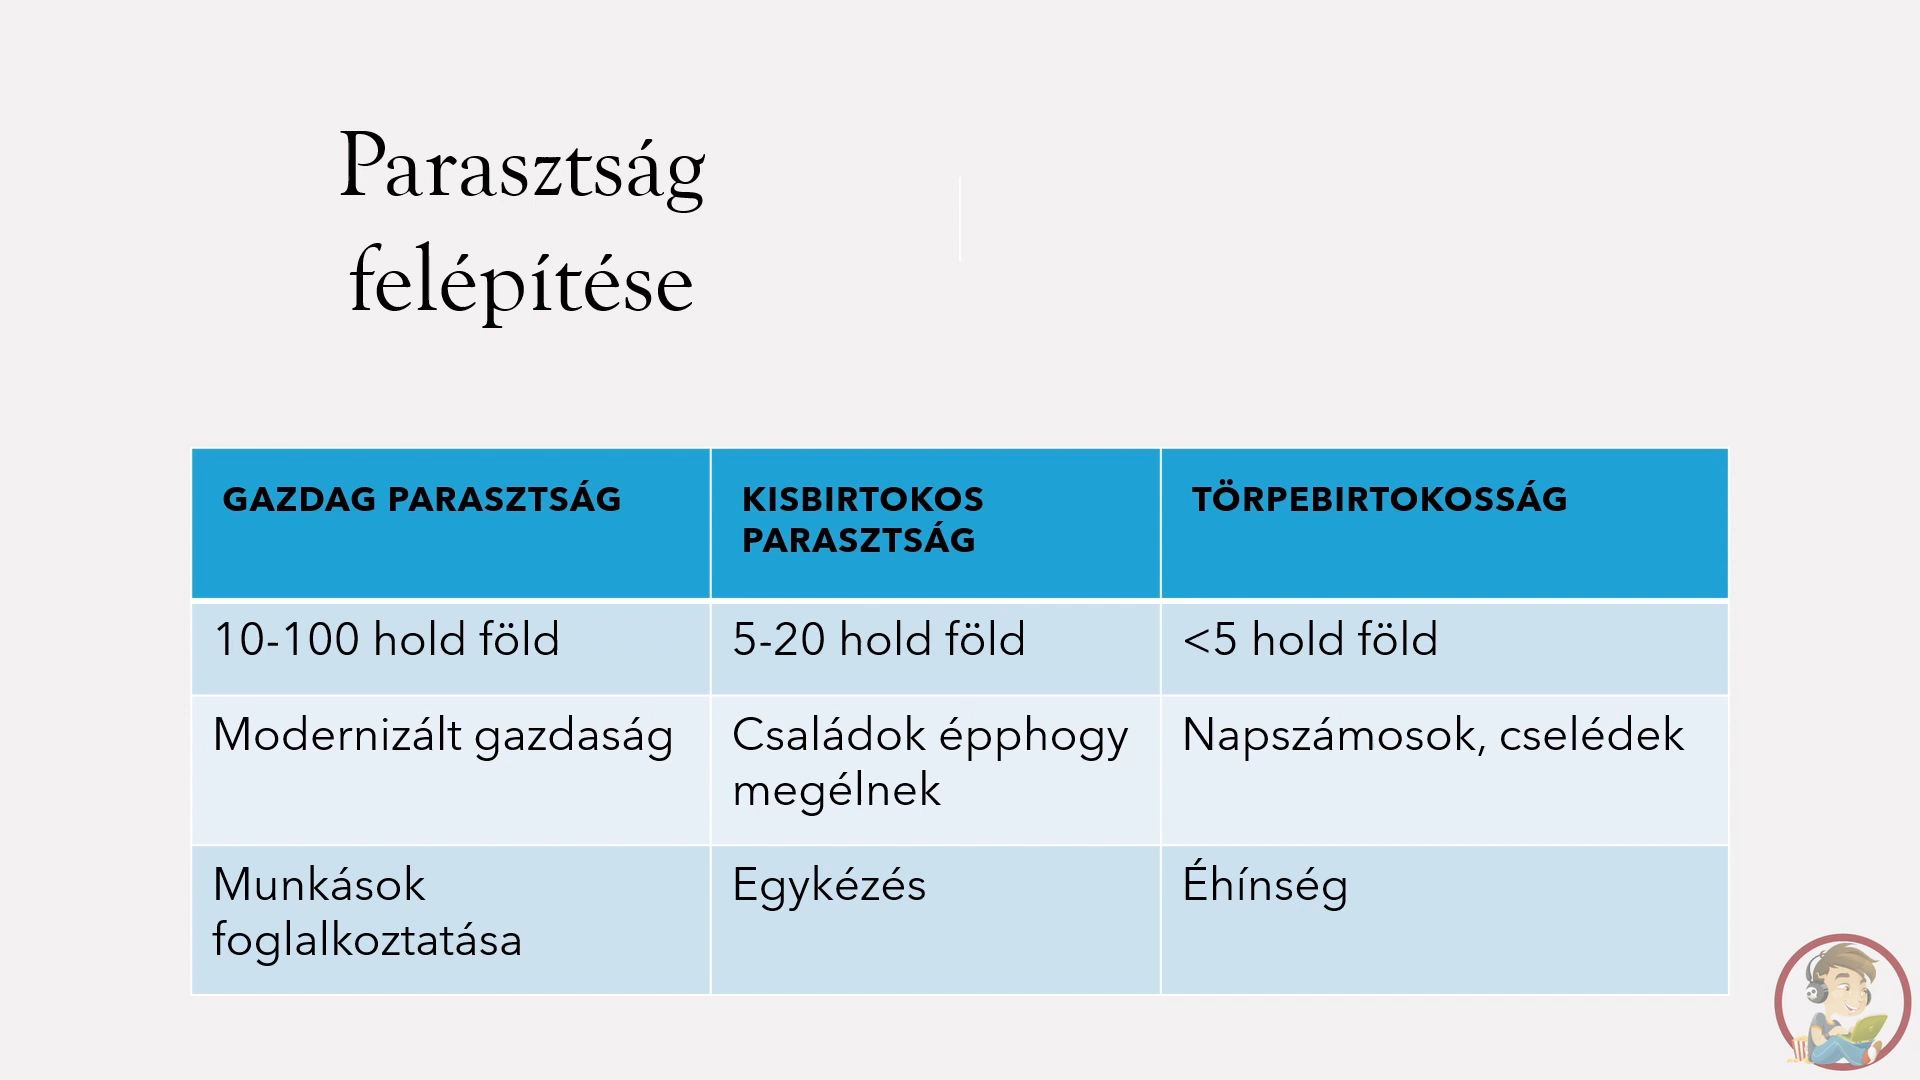 Parasztság
felépítése
GAZDAG PARASZTSÁG
KISBIRTOKOS
PARASZTSÁG
TÖRPEBIRTOKOSSÁG
10-100 hold föld
5-20 hold föld
<5 hold föld
Modernizált gazdaság
Családok épphogy
megélnek
Napszámosok, cselédek
Munkások
foglalkoztatása
Egykézés
Éhínség